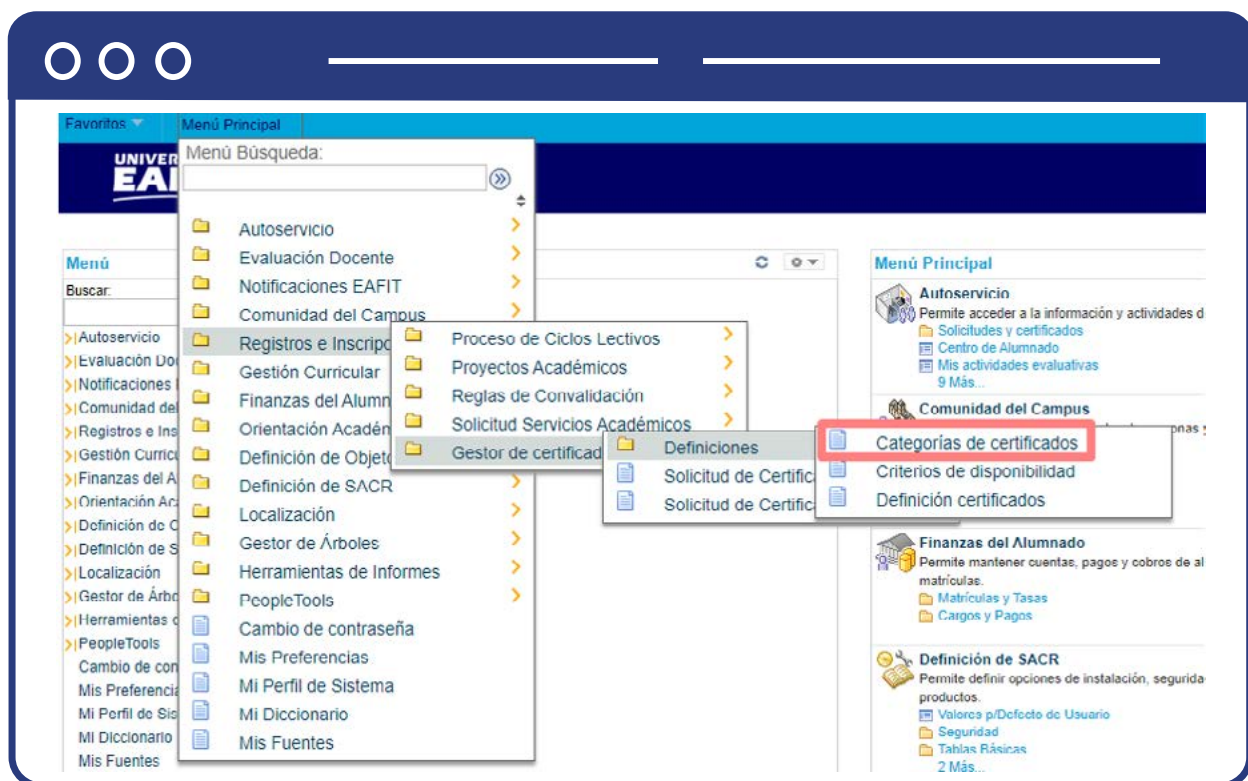 Favoritos
Menú Principal
UNIVER
EAI
Menú Búsqueda:
Autoservicio
Evaluación Docente
Notificaciones EAFIT
Comunidad del Campus
Registros e Inscripc
Gestión Curricular
Finanzas del Alumn
Orientación Académ
Definición de Objeto
Definición de SACR
Localización
Gestor de Árboles
Herramientas de Informes
PeopleTools
Cambio de contraseña
Mis Preferencias
Mi Perfil de Sistema
Mi Diccionario
Mis Fuentes
Proceso de Ciclos Lectivos
Proyectos Académicos
Reglas de Convalidación
Solicitud Servicios Académicos
Gestor de certificad
Definiciones
Solicitud de Certific
Solicitud de Certific
Categorías de certificados
Criterios de disponibilidad
Definición certificados
Menú
Buscar:
Autoservicio
Evaluación Do
Notificaciones
Comunidad del
Registros e Ins
Gestión Curricu
Finanzas del A
Orientación Aca
Definición de O
Definición de S
Localización
Gestor de Árbo
Herramientas d
PeopleTools
Cambio de con
Mis Preferencia
Mi Perfil de Sis
Mi Diccionario
Mis Fuentes
Menú Principal
Autoservicio
Permite acceder a la información y actividades d
Solicitudes y certificados
Centro de Alumnado
Mis actividades evaluativas
9 Más...
Comunidad del Campus
Finanzas del Alumnado
Permite mantener cuentas, pagos y cobros de al
matrículas.
Matrículas y Tasas
Cargos y Pagos
Definición de SACR
Permite definir opciones de instalación, segurida
productos.
Valores p/Defecto de Usuario
Seguridad
Tablas Básicas
2 Más...